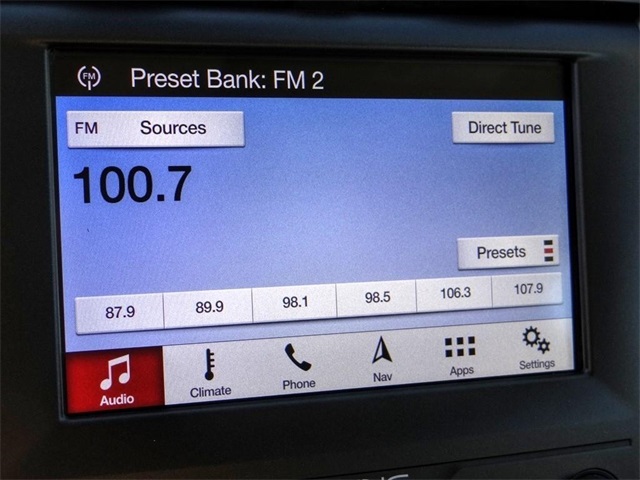 FM Preset Bank: FM 2
FM Sources Direct Tune
100.7
Presets
87.9 89.9 98.1 98.5 106.3 107.9
Audio Climate Phone Nav Apps Settings